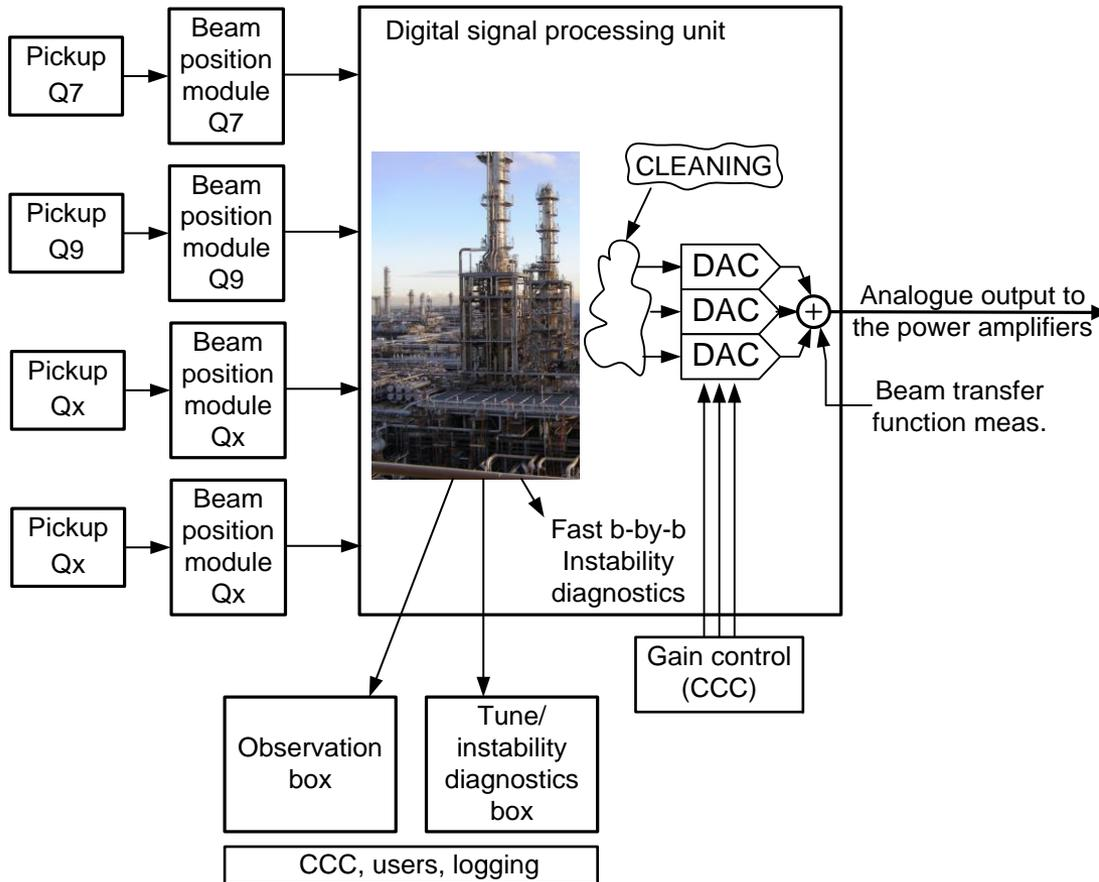 Pickup
Q7
Beam
position
module
Q7
Digital signal processing unit
Pickup
Q9
Beam
position
module
Q9
CLEANING
DAC
DAC
DAC
+
Analogue output to
the power amplifiers
Beam transfer
function meas.
Pickup
Qx
Beam
position
module
Qx
Pickup
Qx
Beam
position
module
Qx
Fast b-by-b
Instability
diagnostics
Gain control
(CCC)
Observation
box
Tune/
instability
diagnostics
box
CCC, users, logging